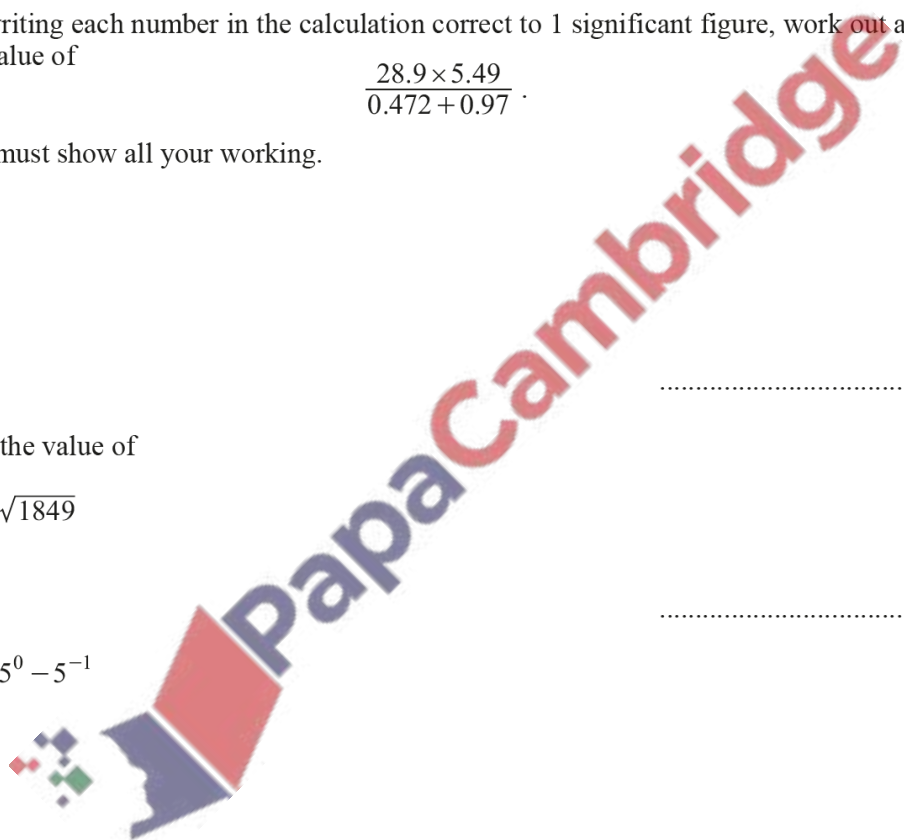 riting each number in the calculation correct to 1 significant figure, work out a
alue of
28.9 × 5.49
0.472 + 0.97 .
must show all your working.
the value of
√1849
5⁰ − 5⁻¹
PapaCambridge